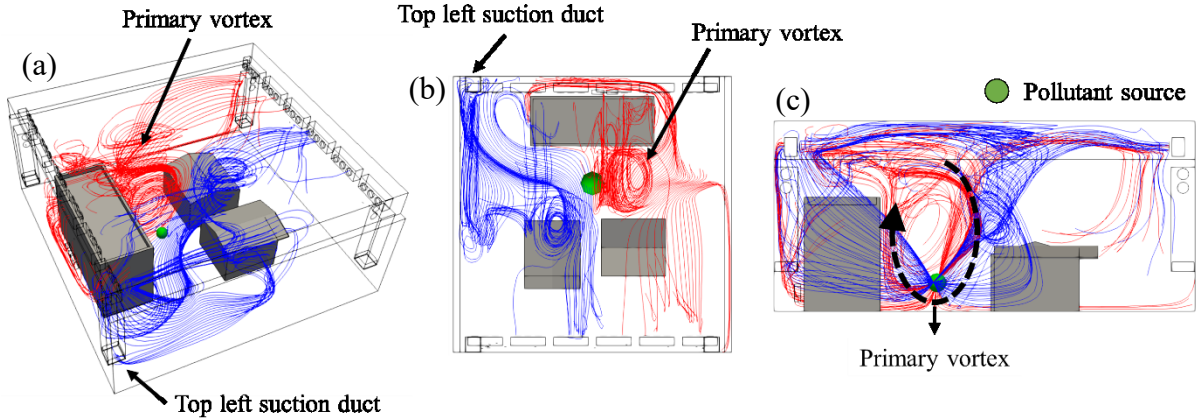 Primary vortex
(a)
Top left suction duct
Top left suction duct
(b)
Primary vortex
Pollutant source
(c)
Primary vortex